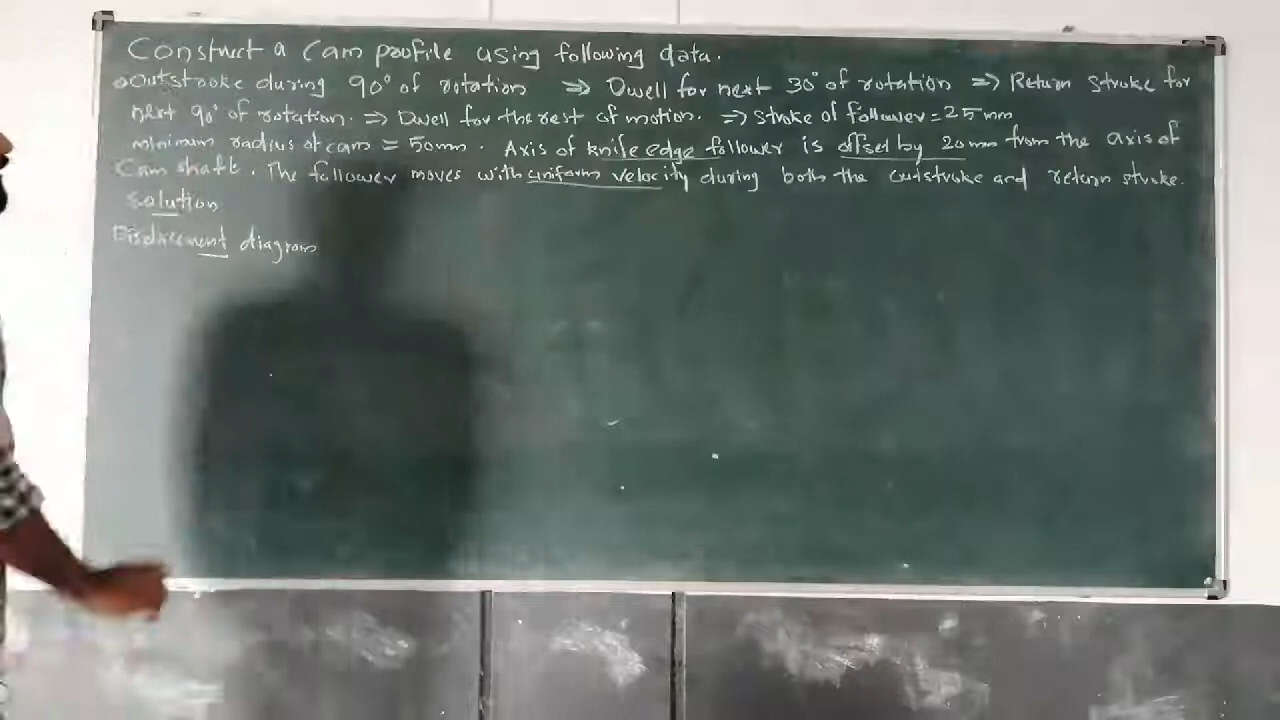 Construct a Cam profile using following data.
Outstroke during 90° of rotation ⇒ Dwell for next 30° of rotation ⇒ Return stroke for
next 90° of rotation. ⇒ Dwell for the rest of motion. ⇒ Stroke of follower = 25mm
minimum radius of cam = 50mm. Axis of knife edge follower is offset by 20mm from the axis of
Cam shaft. The follower moves with uniform velocity during both the outstroke and return stroke.
Solution
Displacement diagram